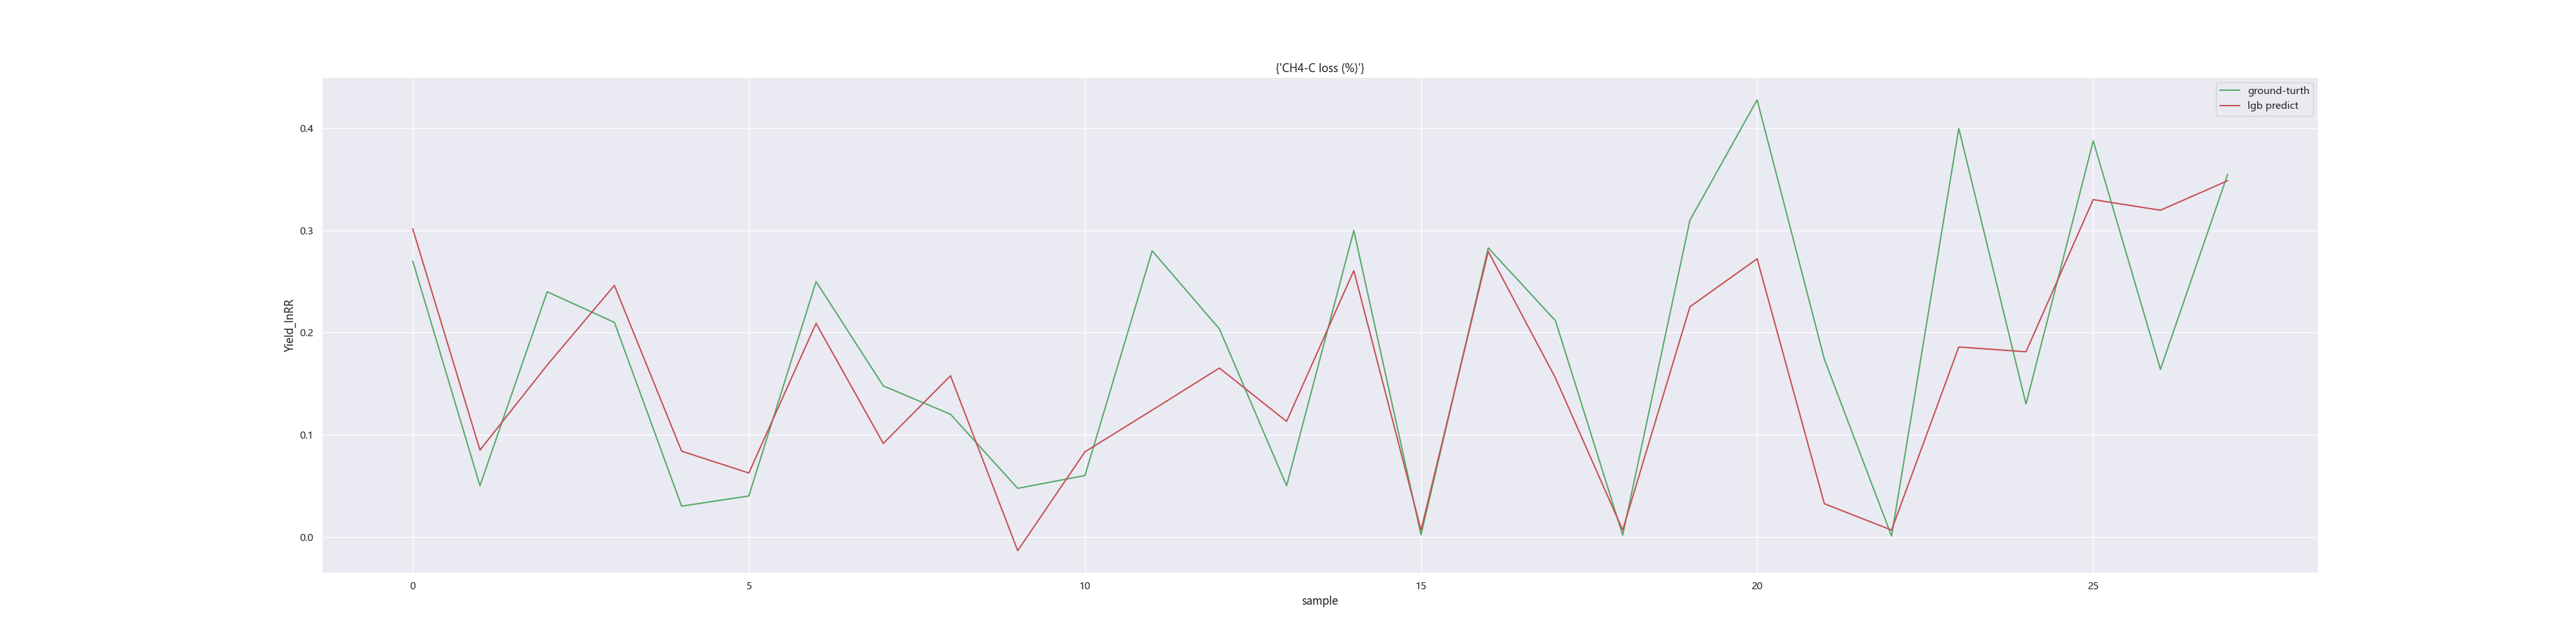 {'CH4-C loss (%)'}
ground-turth
lgb predict
Yield_lnRR
0.4
0.3
0.2
0.1
0.0
0 5 10 15 20 25
sample